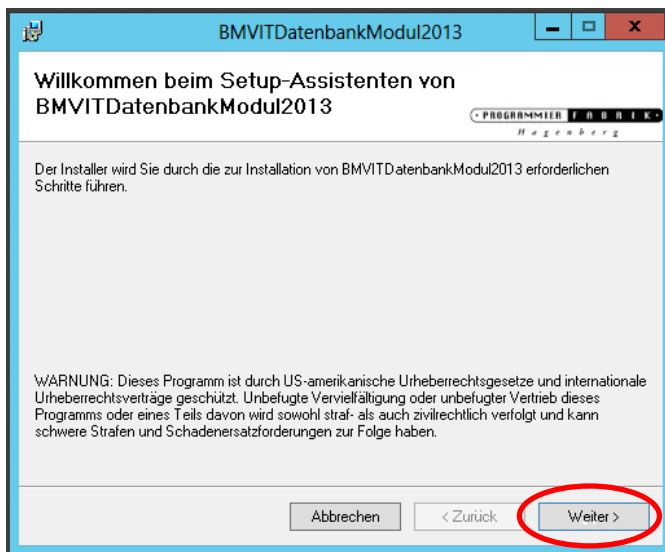 BMVITDatenbankModul2013
Willkommen beim Setup-Assistenten von
BMVITDatenbankModul2013
PROGRAMMIER FABRIK
Hagenberg
Der Installer wird Sie durch die zur Installation von BMVITDatenbankModul2013 erforderlichen
Schritte führen.
WARNUNG: Dieses Programm ist durch US-amerikanische Urheberrechtsgesetze und internationale
Urheberrechtsverträge geschützt. Unbefugte Vervielfältigung oder unbefugter Vertrieb dieses
Programms oder eines Teils davon wird sowohl straf- als auch zivilrechtlich verfolgt und kann
schwere Strafen und Schadenersatzforderungen zur Folge haben.
Abbrechen < Zurück Weiter >